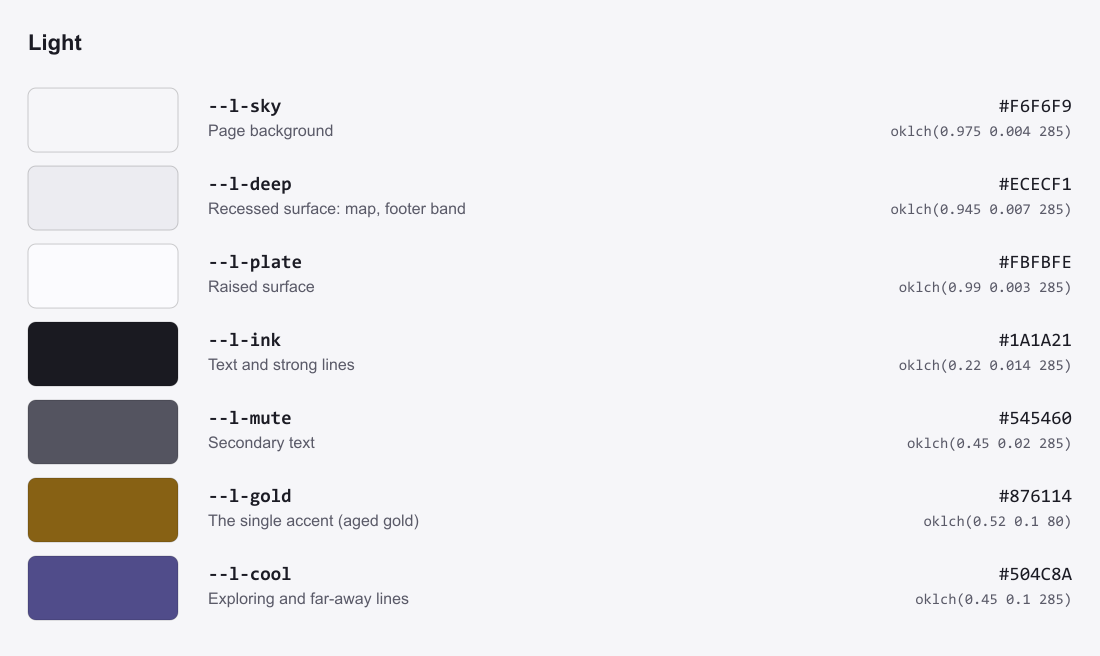 Light
--l-sky
#F6F6F9
Page background
oklch(0.975 0.004 285)
--l-deep
#ECECF1
Recessed surface: map, footer band
oklch(0.945 0.007 285)
--l-plate
#FBFBFE
Raised surface
oklch(0.99 0.003 285)
--l-ink
#1A1A21
Text and strong lines
oklch(0.22 0.014 285)
--l-mute
#545460
Secondary text
oklch(0.45 0.02 285)
--l-gold
#876114
The single accent (aged gold)
oklch(0.52 0.1 80)
--l-cool
#504C8A
Exploring and far-away lines
oklch(0.45 0.1 285)